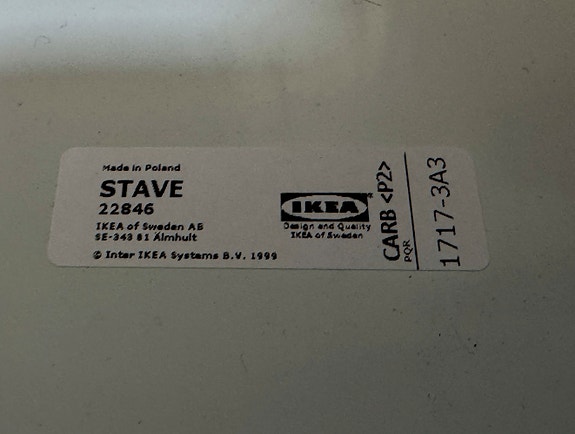 Made in Poland
STAVE
22846
IKEA of Sweden AB
SE-343 81 Älmhult
© Inter IKEA Systems B.V. 1999
IKEA®
Design and Quality
IKEA of Sweden
CARB <P2>
PQR
1717-3A3